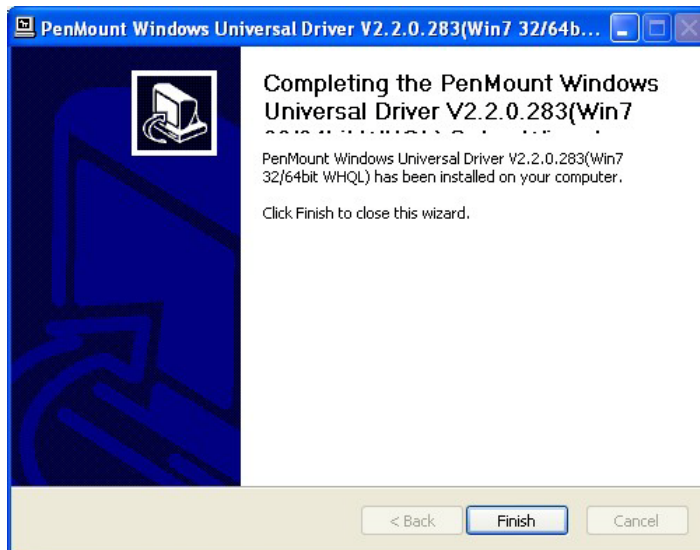 PenMount Windows Universal Driver V2.2.0.283(Win7 32/64b...
Completing the PenMount Windows
Universal Driver V2.2.0.283(Win7
PenMount Windows Universal Driver V2.2.0.283(Win7
32/64bit WHQL) has been installed on your computer.
Click Finish to close this wizard.
< Back
Finish
Cancel